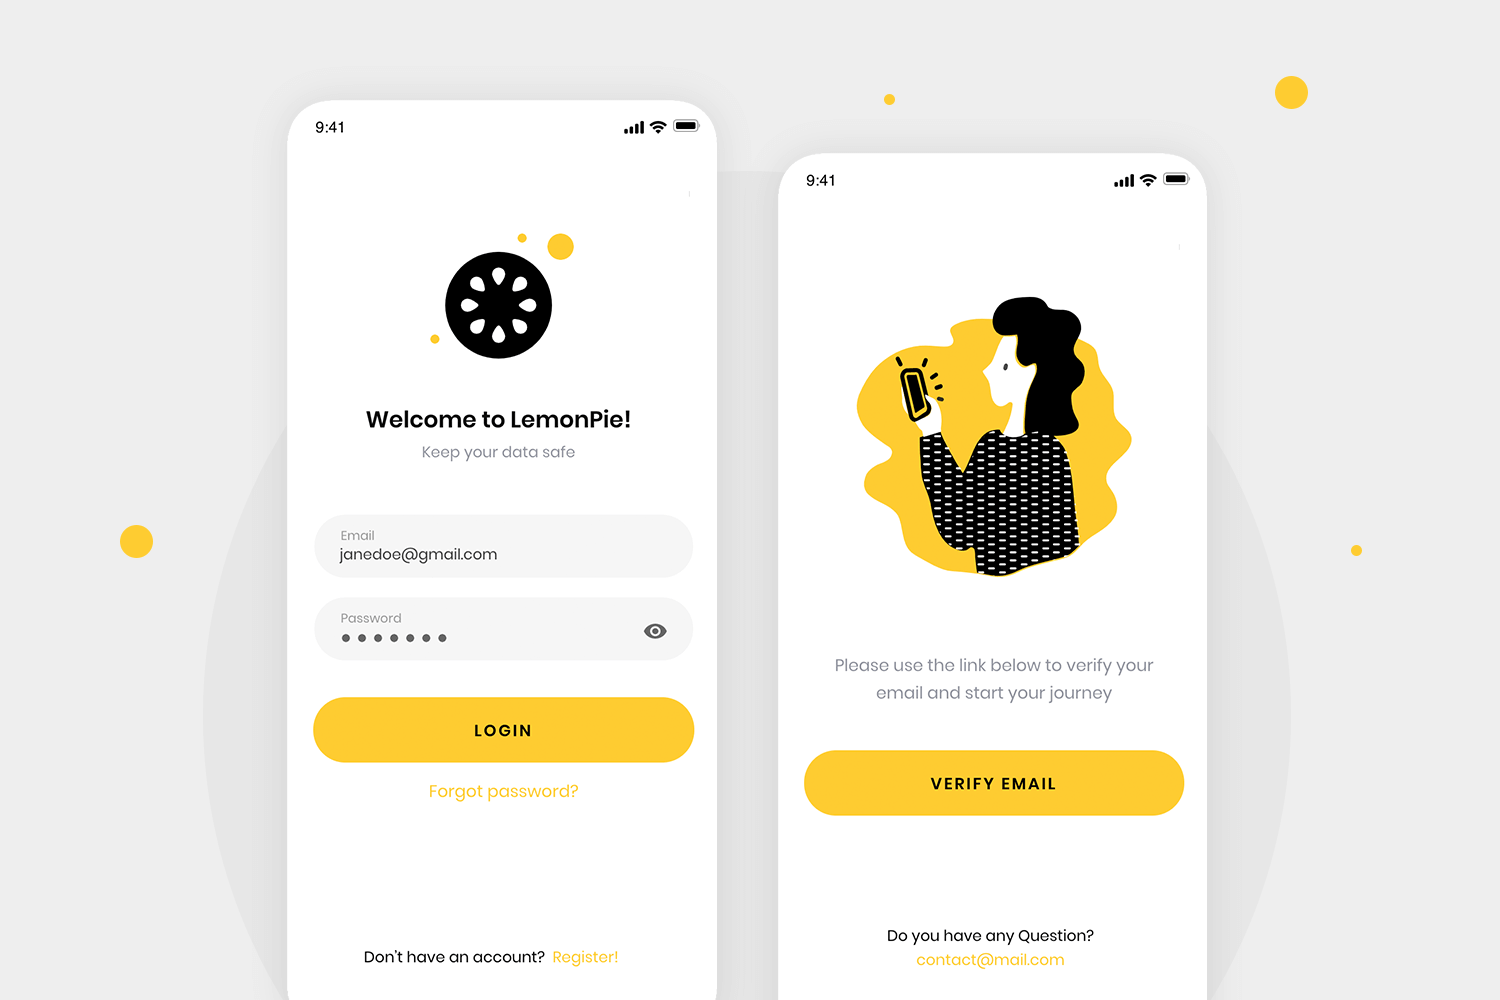 9:41
Welcome to LemonPie!
Keep your data safe
Email
janedoe@gmail.com
Password
LOGIN
Forgot password?
Don't have an account? Register!
9:41
Please use the link below to verify your
email and start your journey
VERIFY EMAIL
Do you have any Question?
contact@mail.com